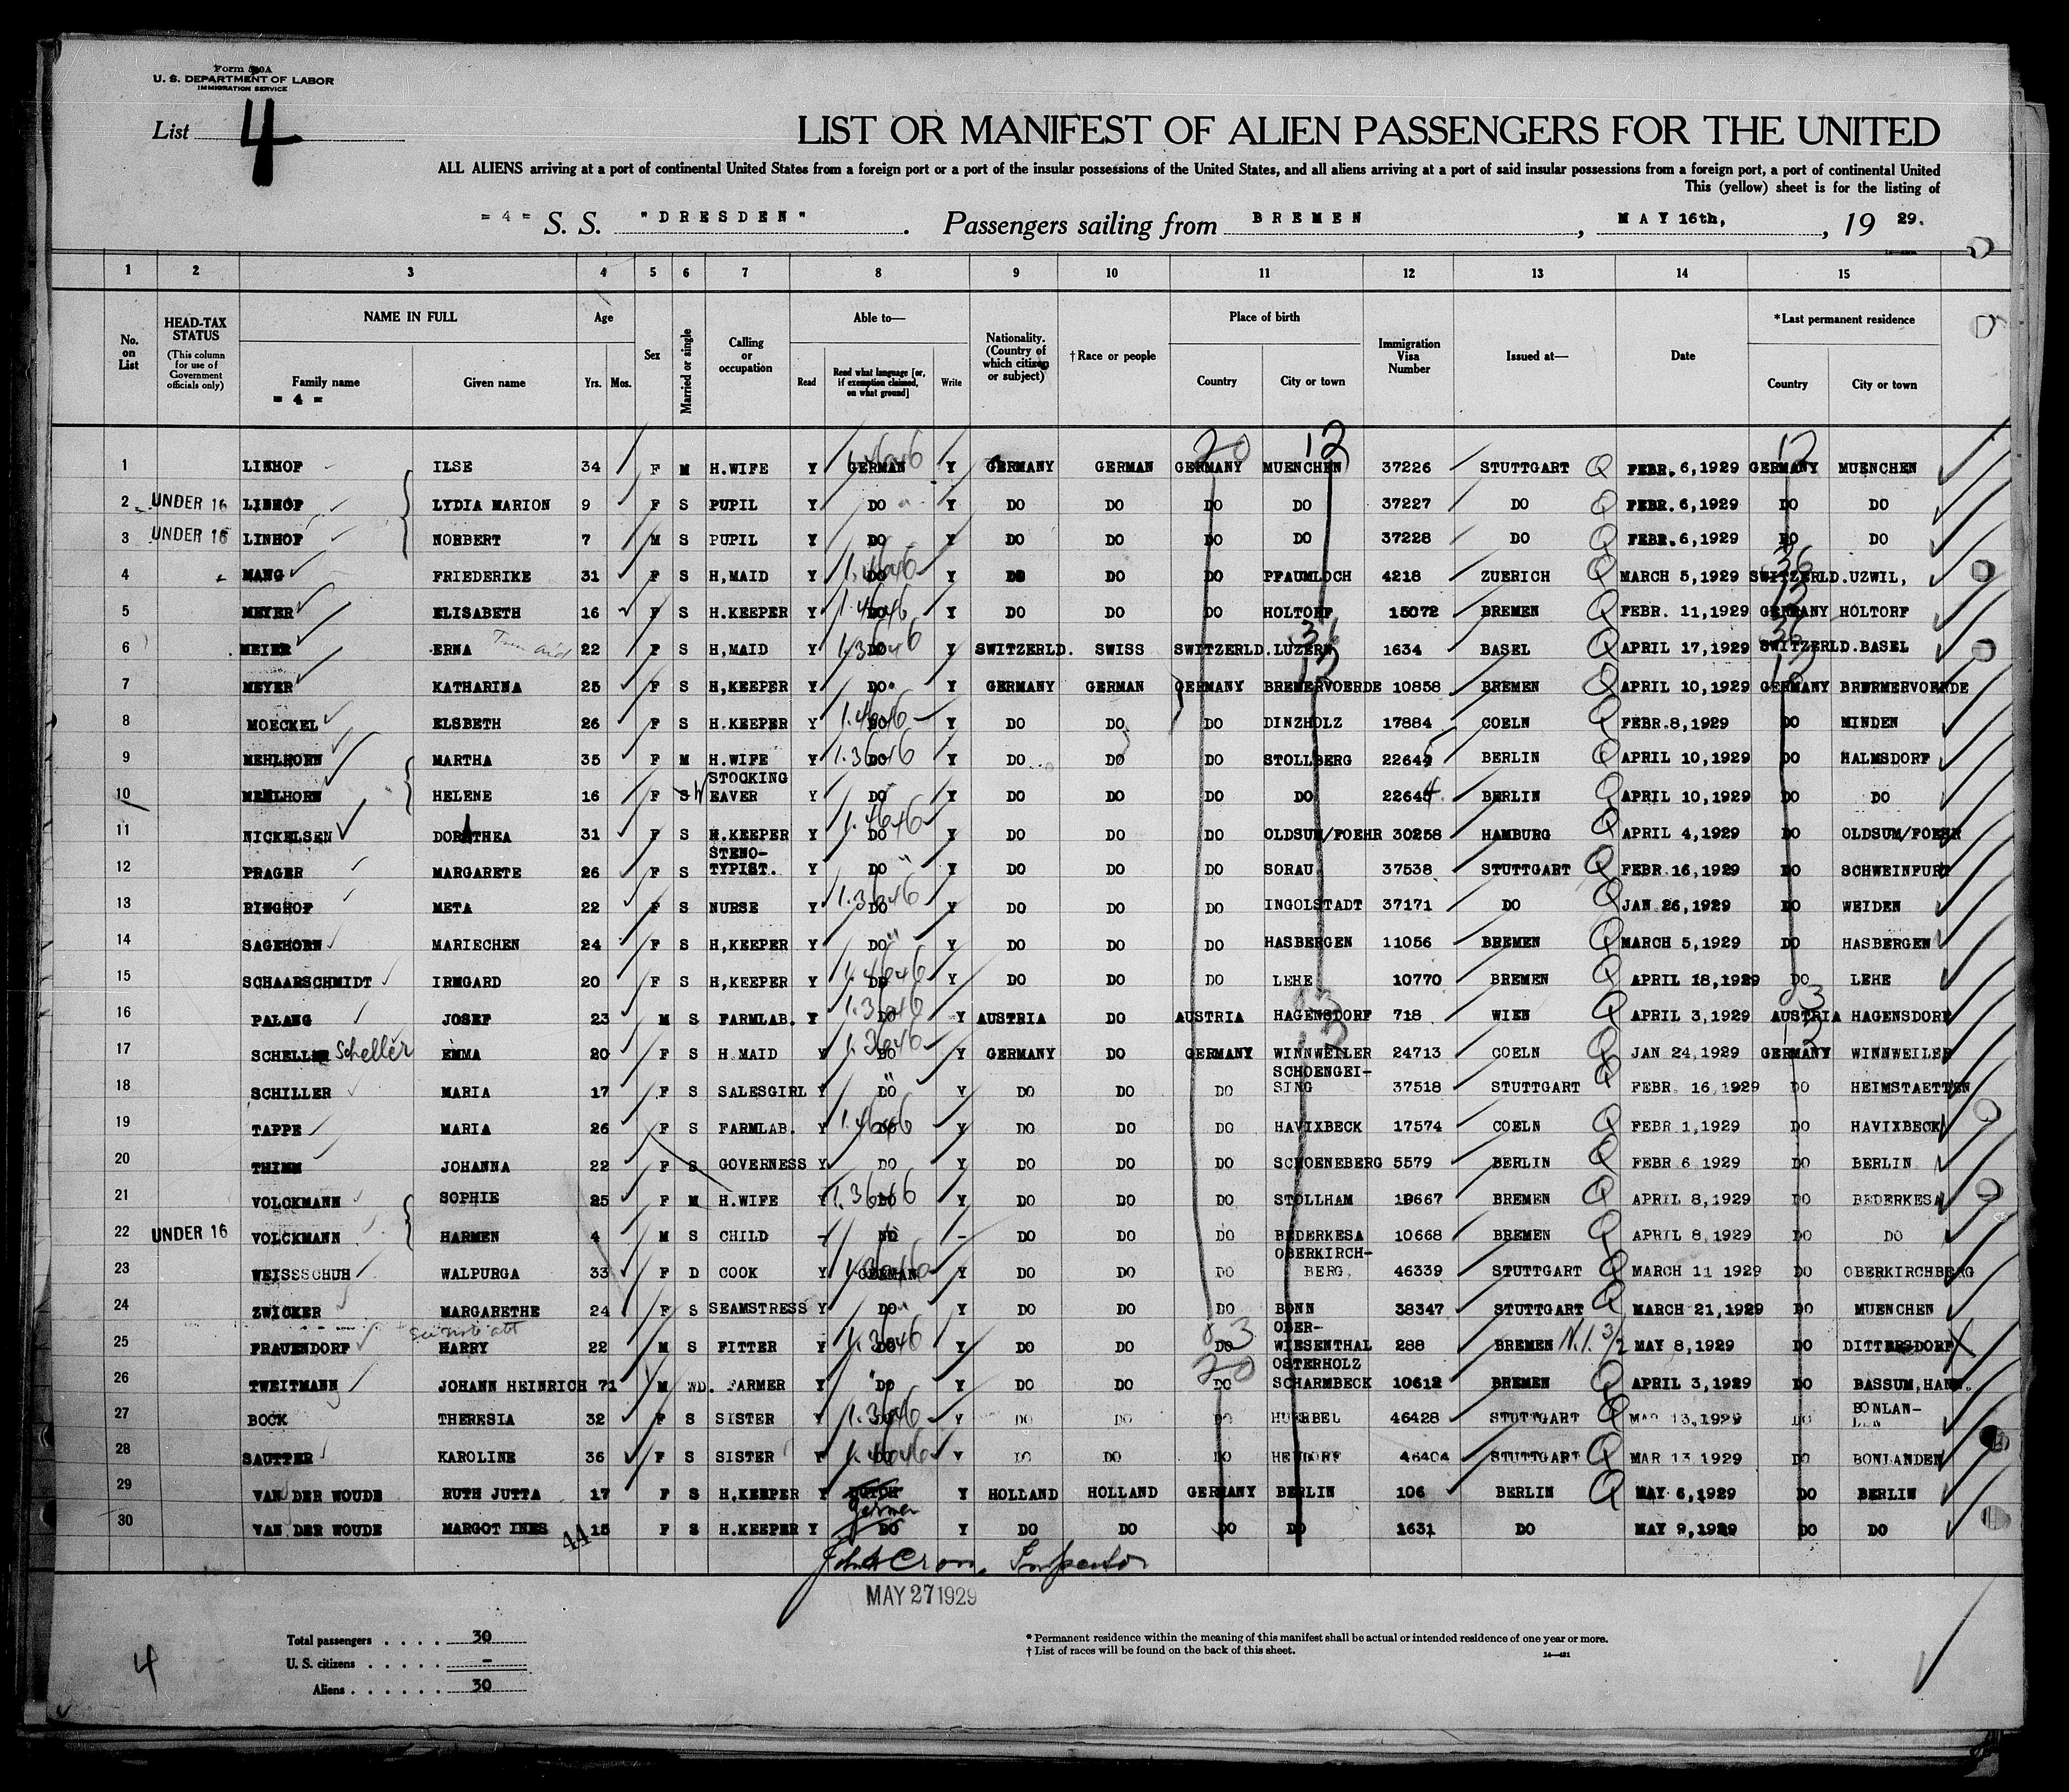 Form 500A
U. S. DEPARTMENT OF LABOR
IMMIGRATION SERVICE
List 4
LIST OR MANIFEST OF ALIEN PASSENGERS FOR THE UNITED
ALL ALIENS arriving at a port of continental United States from a foreign port or a port of the insular possessions of the United States, and all aliens arriving at a port of said insular possessions from a foreign port, a port of continental United
This (yellow) sheet is for the listing of
= 4 = S. S. "DRESDEN". Passengers sailing from BREMEN, MAY 16th, 1929.
1 2 3 4 5 6 7 8 9 10 11 12 13 14 15
No. on List
HEAD-TAX STATUS (This column for use of Government officials only)
NAME IN FULL
Family name = 4 =
Given name
Age
Yrs. Mos.
Sex
Married or single
Calling or occupation
Able to—
Read
Read what language [or, if exemption claimed, on what ground]
Write
Nationality. (Country of which citizen or subject)
†Race or people
Place of birth
Country
City or town
Immigration Visa Number
Issued at—
Date
*Last permanent residence
Country
City or town
20 12 12
1 LINHOF ILSE 34 F M H.WIFE Y GERMAN Y GERMANY GERMAN GERMANY MUENCHEN 37226 STUTTGART Q FEBR. 6,1929 GERMANY MUENCHEN
2 UNDER 16 LINHOF LYDIA MARION 9 F S PUPIL Y DO Y DO DO DO DO 37227 DO Q FEBR. 6,1929 DO DO
3 UNDER 16 LINHOF NORBERT 7 M S PUPIL Y DO Y DO DO DO DO 37228 DO Q FEBR. 6,1929 DO DO
4 MANG FRIEDERIKE 31 F S H,MAID Y DO Y DO DO DO PFAUMLOCH 4218 ZUERICH Q MARCH 5,1929 SWITZERLD. UZWIL,
5 MEYER ELISABETH 16 F S H.KEEPER Y DO Y DO DO DO HOLTORF 15072 BREMEN Q FEBR. 11,1929 GERMANY HOLTORF
6 MEIER ERNA 22 F S H,MAID Y DO Y SWITZERLD. SWISS SWITZERLD. LUZERN 1634 BASEL Q APRIL 17,1929 SWITZERLD. BASEL
7 MEYER KATHARINA 25 F S H,KEEPER Y DO Y GERMANY GERMAN GERMANY BREMERVOERDE 10858 BREMEN Q APRIL 10,1929 GERMANY BRERMERVOERDE
8 MOECKEL ELSBETH 26 F S H.KEEPER Y DO Y DO DO DO DINZHOLZ 17884 COELN Q FEBR.8,1929 DO MINDEN
9 MEHLHORN MARTHA 35 F M H.WIFE Y DO Y DO DO DO STOLLBERG 22645 BERLIN Q APRIL 10,1929 DO HALMSDORF
10 MEHLHORN HELENE 16 F S STOCKING WEAVER Y DO Y DO DO DO DO 22644 BERLIN Q APRIL 10,1929 DO DO
11 NICKELSEN DOROTHEA 31 F S H.KEEPER Y DO Y DO DO DO OLDSUM/FOEHR 30258 HAMBURG Q APRIL 4,1929 DO OLDSUM/FOEHR
12 PRAGER MARGARETE 26 F S STENO-TYPIST. Y DO Y DO DO DO SORAU 37538 STUTTGART Q FEBR.16,1929 DO SCHWEINFURT
13 RINGHOF META 22 F S NURSE Y DO Y DO DO DO INGOLSTADT 37171 DO Q JAN 26,1929 DO WEIDEN
14 SAGEHORN MARIECHEN 24 F S H,KEEPER Y DO Y DO DO DO HASBERGEN 11056 BREMEN Q MARCH 5,1929 DO HASBERGEN
15 SCHAARSCHMIDT IRMGARD 20 F S H,KEEPER Y DO Y DO DO DO LEHE 10770 BREMEN Q APRIL 18,1929 DO LEHE
16 PALANG JOSEF 23 M S FARMLAB. Y DO Y AUSTRIA DO AUSTRIA HAGENSDORF 718 WIEN Q APRIL 3,1929 AUSTRIA HAGENSDORF
17 SCHELLER Scheller EMMA 20 F S H MAID Y DO Y GERMANY DO GERMANY WINNWEILER 24713 COELN Q JAN 24,1929 GERMANY WINNWEILER
18 SCHILLER MARIA 17 F S SALESGIRL Y DO Y DO DO DO SCHOENGEI-SING 37518 STUTTGART Q FEBR 16,1929 DO HEIMSTAETTEN
19 TAPPE MARIA 26 F S FARMLAB. Y DO Y DO DO DO HAVIXBECK 17574 COELN Q FEBR 1,1929 DO HAVIXBECK
20 THIMM JOHANNA 22 F S GOVERNESS Y DO Y DO DO DO SCHOENEBERG 5579 BERLIN Q FEBR 6 1929 DO BERLIN
21 VOLCKMANN SOPHIE 25 F M H.WIFE Y DO Y DO DO DO STOLLHAM 10667 BREMEN Q APRIL 8,1929 DO BEDERKESA
22 UNDER 16 VOLCKMANN HARMEN 4 M S CHILD - NO - DO DO DO BEDERKESA 10668 BREMEN Q APRIL 8,1929 DO DO
23 WEISSSCHUH WALPURGA 33 F D COOK Y GERMAN Y DO DO DO OBERKIRCH-BERG 46339 STUTTGART Q MARCH 11 1929 DO OBERKIRCHBERG
24 ZWICKER MARGARETHE 24 F S SEAMSTRESS Y DO Y DO DO DO BONN 38347 STUTTGART Q MARCH 21,1929 DO MUENCHEN
25 FRAUENDORF HARRY 22 M S FITTER Y DO Y DO DO DO OBER-WIESENTHAL 288 BREMEN MAY 8,1929 DO DITTERSDORF
26 TWEITMANN JOHANN HEINRICH 71 M WD. FARMER Y DO Y DO DO DO OSTERHOLZ SCHARMBECK 10612 BREMEN Q APRIL 3,1929 DO BASSUM,HANN.
27 BOCK THERESIA 32 F S SISTER Y DO Y DO DO DO HUERBEL 46428 STUTTGART Q MAR 13,1929 DO BONLAN-DEN
28 SAUTTER KAROLINE 36 F S SISTER Y DO Y DO DO DO 46404 STUTTGART Q MAR 13 1929 DO BONLANDEN
29 VAN DER WOUDE RUTH JUTTA 17 F S H.KEEPER Y DUTCH German Y HOLLAND HOLLAND GERMANY BERLIN 106 BERLIN Q MAY 6,1929 DO BERLIN
30 VAN DER WOUDE MARGOT INES 15 F S H.KEEPER Y DO Y DO DO DO DO 1631 DO MAY 9,1929 DO DO
44
Inspector
MAY 27 1929
Total passengers . . . . 30
U. S. citizens . . . . . -
Aliens . . . . . . 30
4
* Permanent residence within the meaning of this manifest shall be actual or intended residence of one year or more.
† List of races will be found on the back of this sheet.